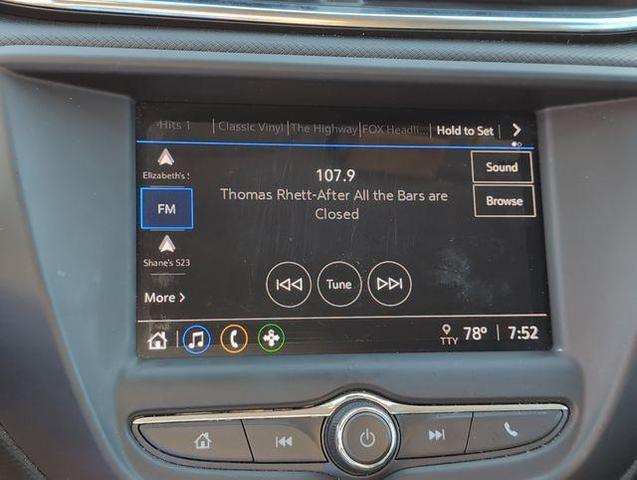 Hits 1 Classic Vinyl The Highway FOX Headli... Hold to Set
Elizabeth's
FM
Shane's S23
More
107.9
Thomas Rhett-After All the Bars are
Closed
Sound
Browse
Tune
TTY 78° 7:52